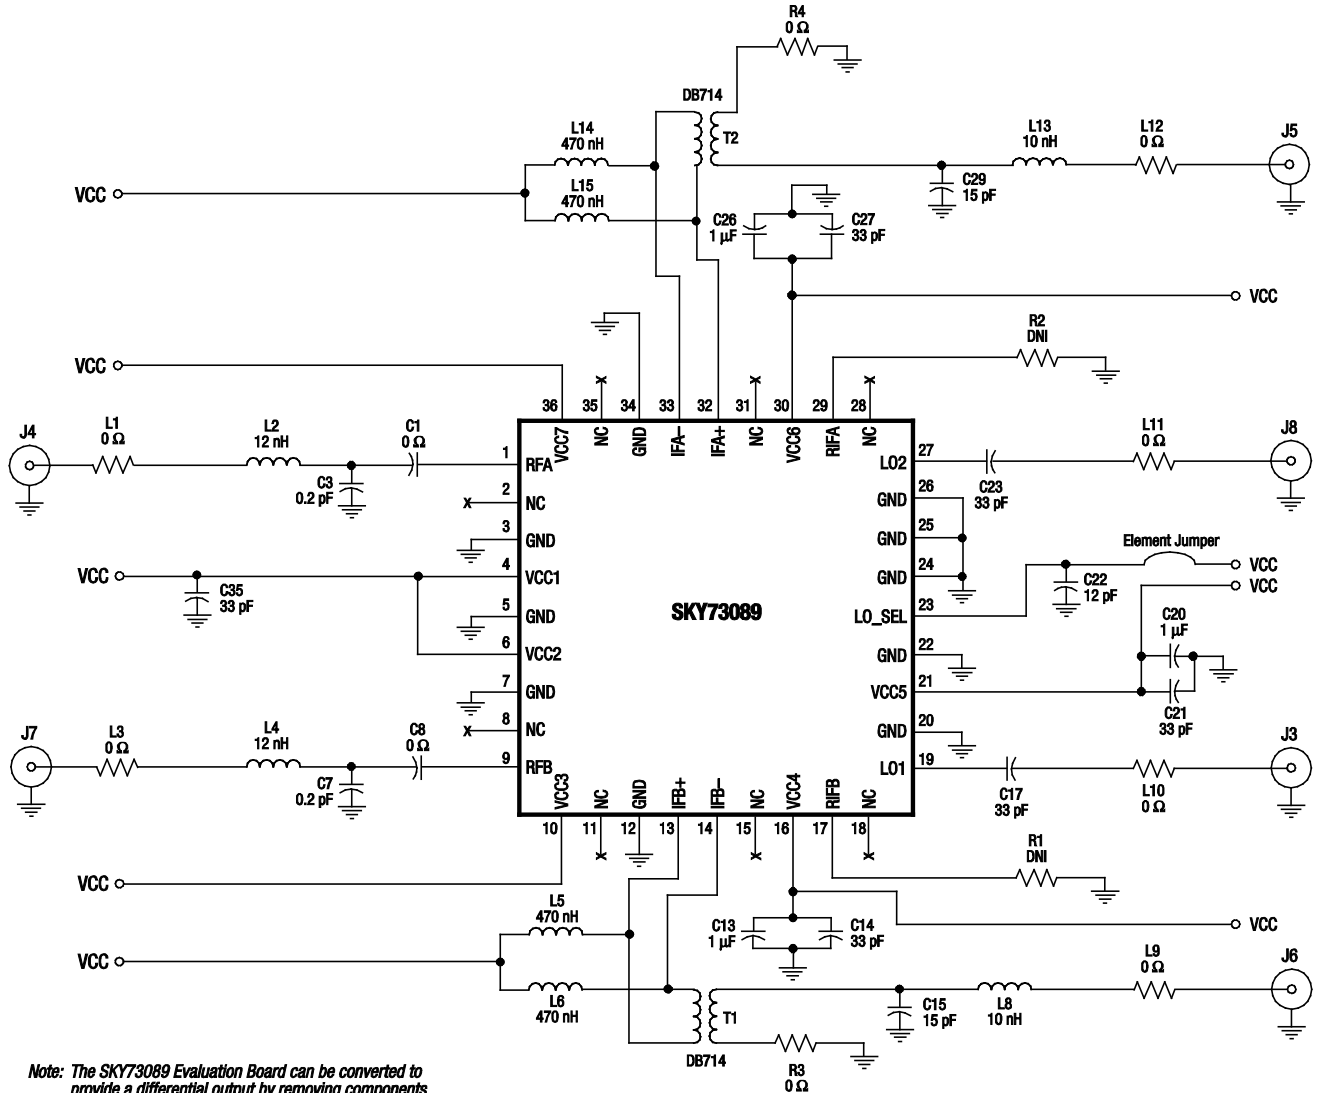 R4
0 Ω
DB714
T2
L14
470 nH
L15
470 nH
L13
10 nH
L12
0 Ω
J5
VCC
C29
15 pF
C26
1 µF
C27
33 pF
VCC
R2
DNI
VCC
36
35
34
33
32
31
30
29
28
VCC7
NC
GND
IFA–
IFA+
NC
VCC6
RIFA
NC
J4
L1
0 Ω
L2
12 nH
C1
0 Ω
C3
0.2 pF
1
RFA
2
NC
3
GND
4
VCC1
5
GND
6
VCC2
7
GND
8
NC
9
RFB
VCC
C35
33 pF
SKY73089
27
LO2
26
GND
25
GND
24
GND
23
LO_SEL
22
GND
21
VCC5
20
GND
19
LO1
C23
33 pF
L11
0 Ω
J8
Element Jumper
VCC
VCC
C22
12 pF
C20
1 µF
C21
33 pF
J7
L3
0 Ω
L4
12 nH
C8
0 Ω
C7
0.2 pF
C17
33 pF
L10
0 Ω
J3
VCC3
NC
GND
IFB+
IFB–
NC
VCC4
RIFB
NC
10
11
12
13
14
15
16
17
18
R1
DNI
VCC
L5
470 nH
VCC
L6
470 nH
C13
1 µF
C14
33 pF
VCC
T1
DB714
C15
15 pF
L8
10 nH
L9
0 Ω
J6
R3
0 Ω
Note: The SKY73089 Evaluation Board can be converted to
provide a differential output by removing components